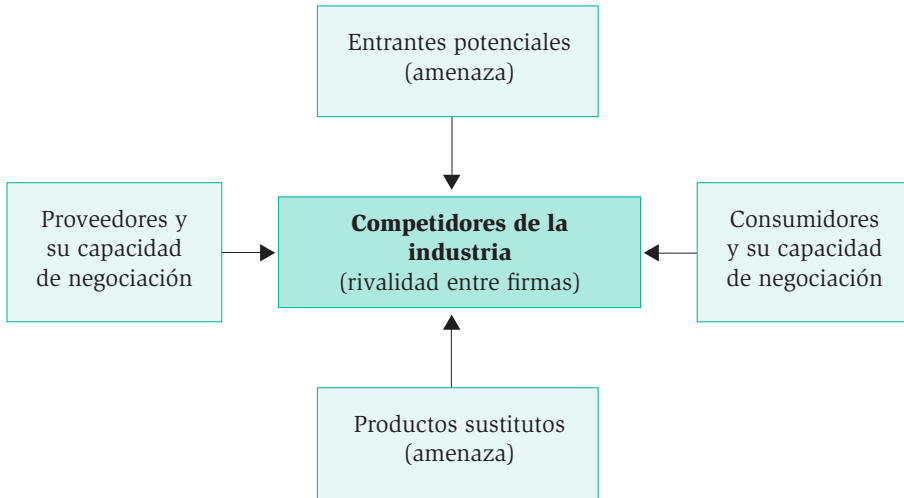 Entrantes potenciales
(amenaza)
Proveedores y
su capacidad
de negociación
Competidores de la
industria
(rivalidad entre firmas)
Consumidores
y su capacidad
de negociación
Productos sustitutos
(amenaza)